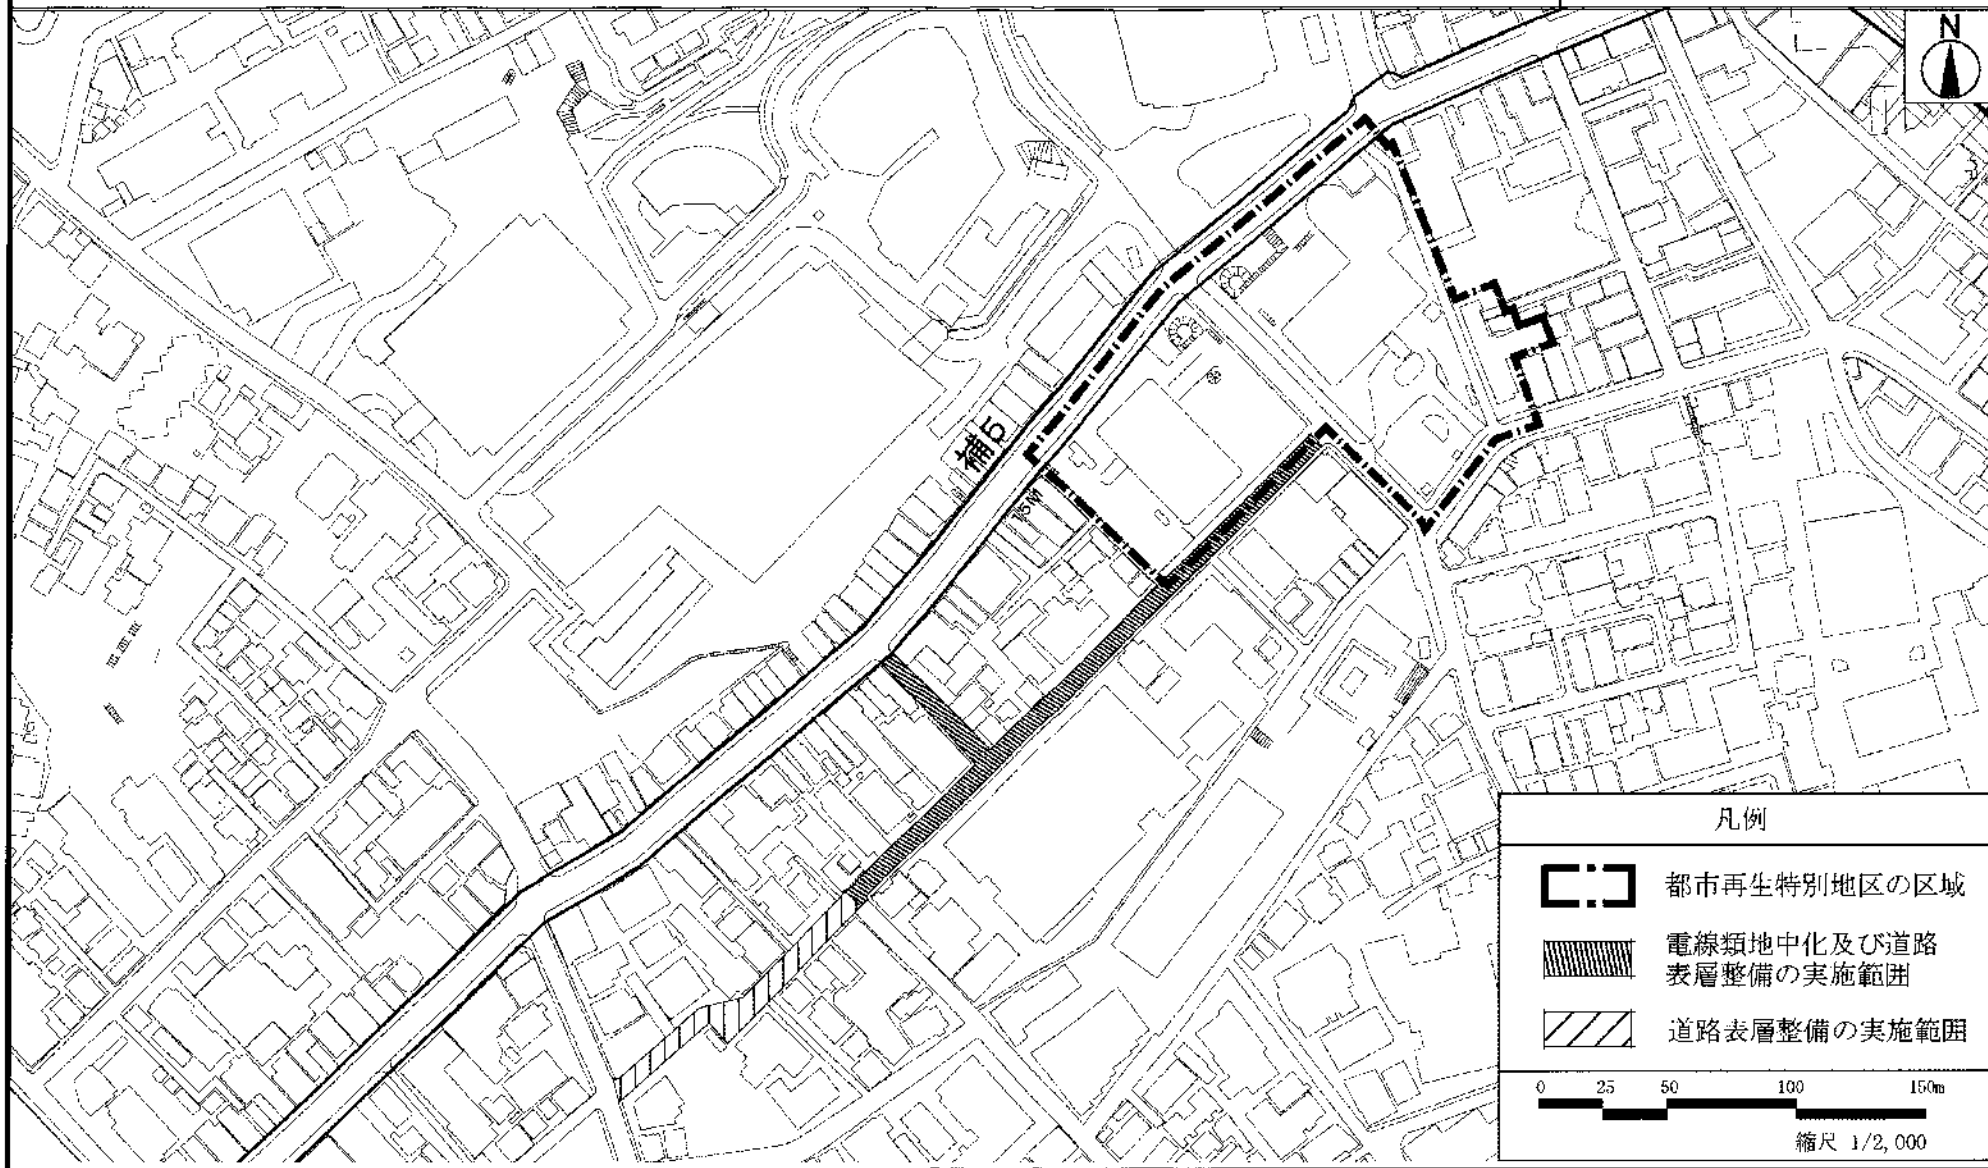 N
補5
15M
凡例
都市再生特別地区の区域
電線類地中化及び道路
表層整備の実施範囲
道路表層整備の実施範囲
0 25 50 100 150m
縮尺 1/2,000